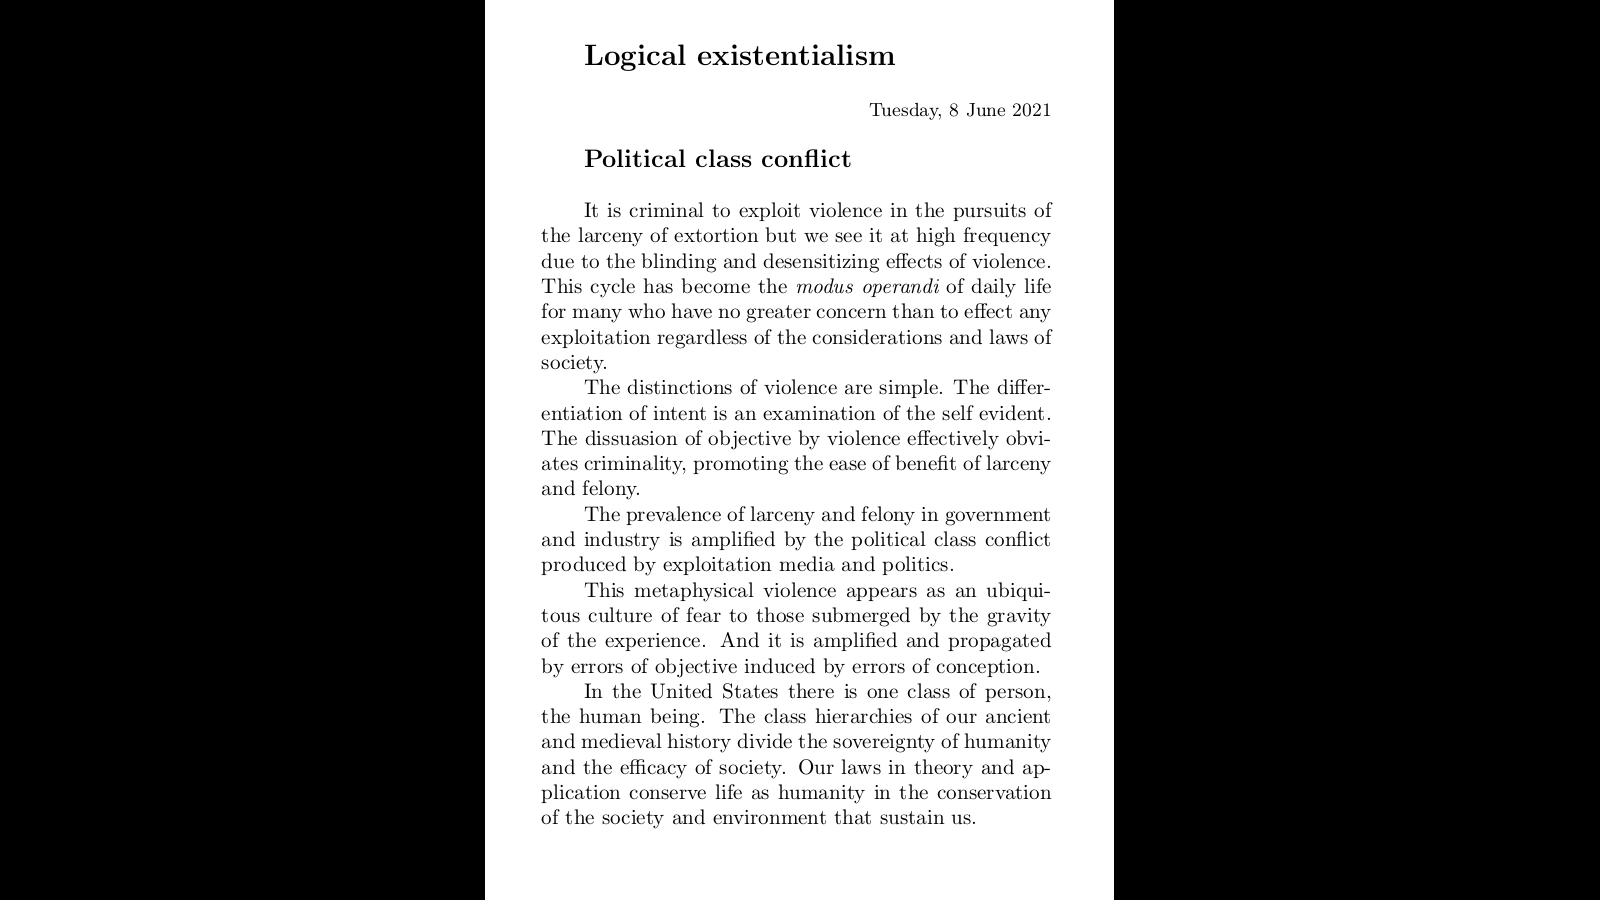 Logical existentialism
Tuesday, 8 June 2021
Political class conflict
It is criminal to exploit violence in the pursuits of
the larceny of extortion but we see it at high frequency
due to the blinding and desensitizing effects of violence.
This cycle has become the modus operandi of daily life
for many who have no greater concern than to effect any
exploitation regardless of the considerations and laws of
society.
The distinctions of violence are simple. The differ-
entiation of intent is an examination of the self evident.
The dissuasion of objective by violence effectively obvi-
ates criminality, promoting the ease of benefit of larceny
and felony.
The prevalence of larceny and felony in government
and industry is amplified by the political class conflict
produced by exploitation media and politics.
This metaphysical violence appears as an ubiqui-
tous culture of fear to those submerged by the gravity
of the experience. And it is amplified and propagated
by errors of objective induced by errors of conception.
In the United States there is one class of person,
the human being. The class hierarchies of our ancient
and medieval history divide the sovereignty of humanity
and the efficacy of society. Our laws in theory and ap-
plication conserve life as humanity in the conservation
of the society and environment that sustain us.